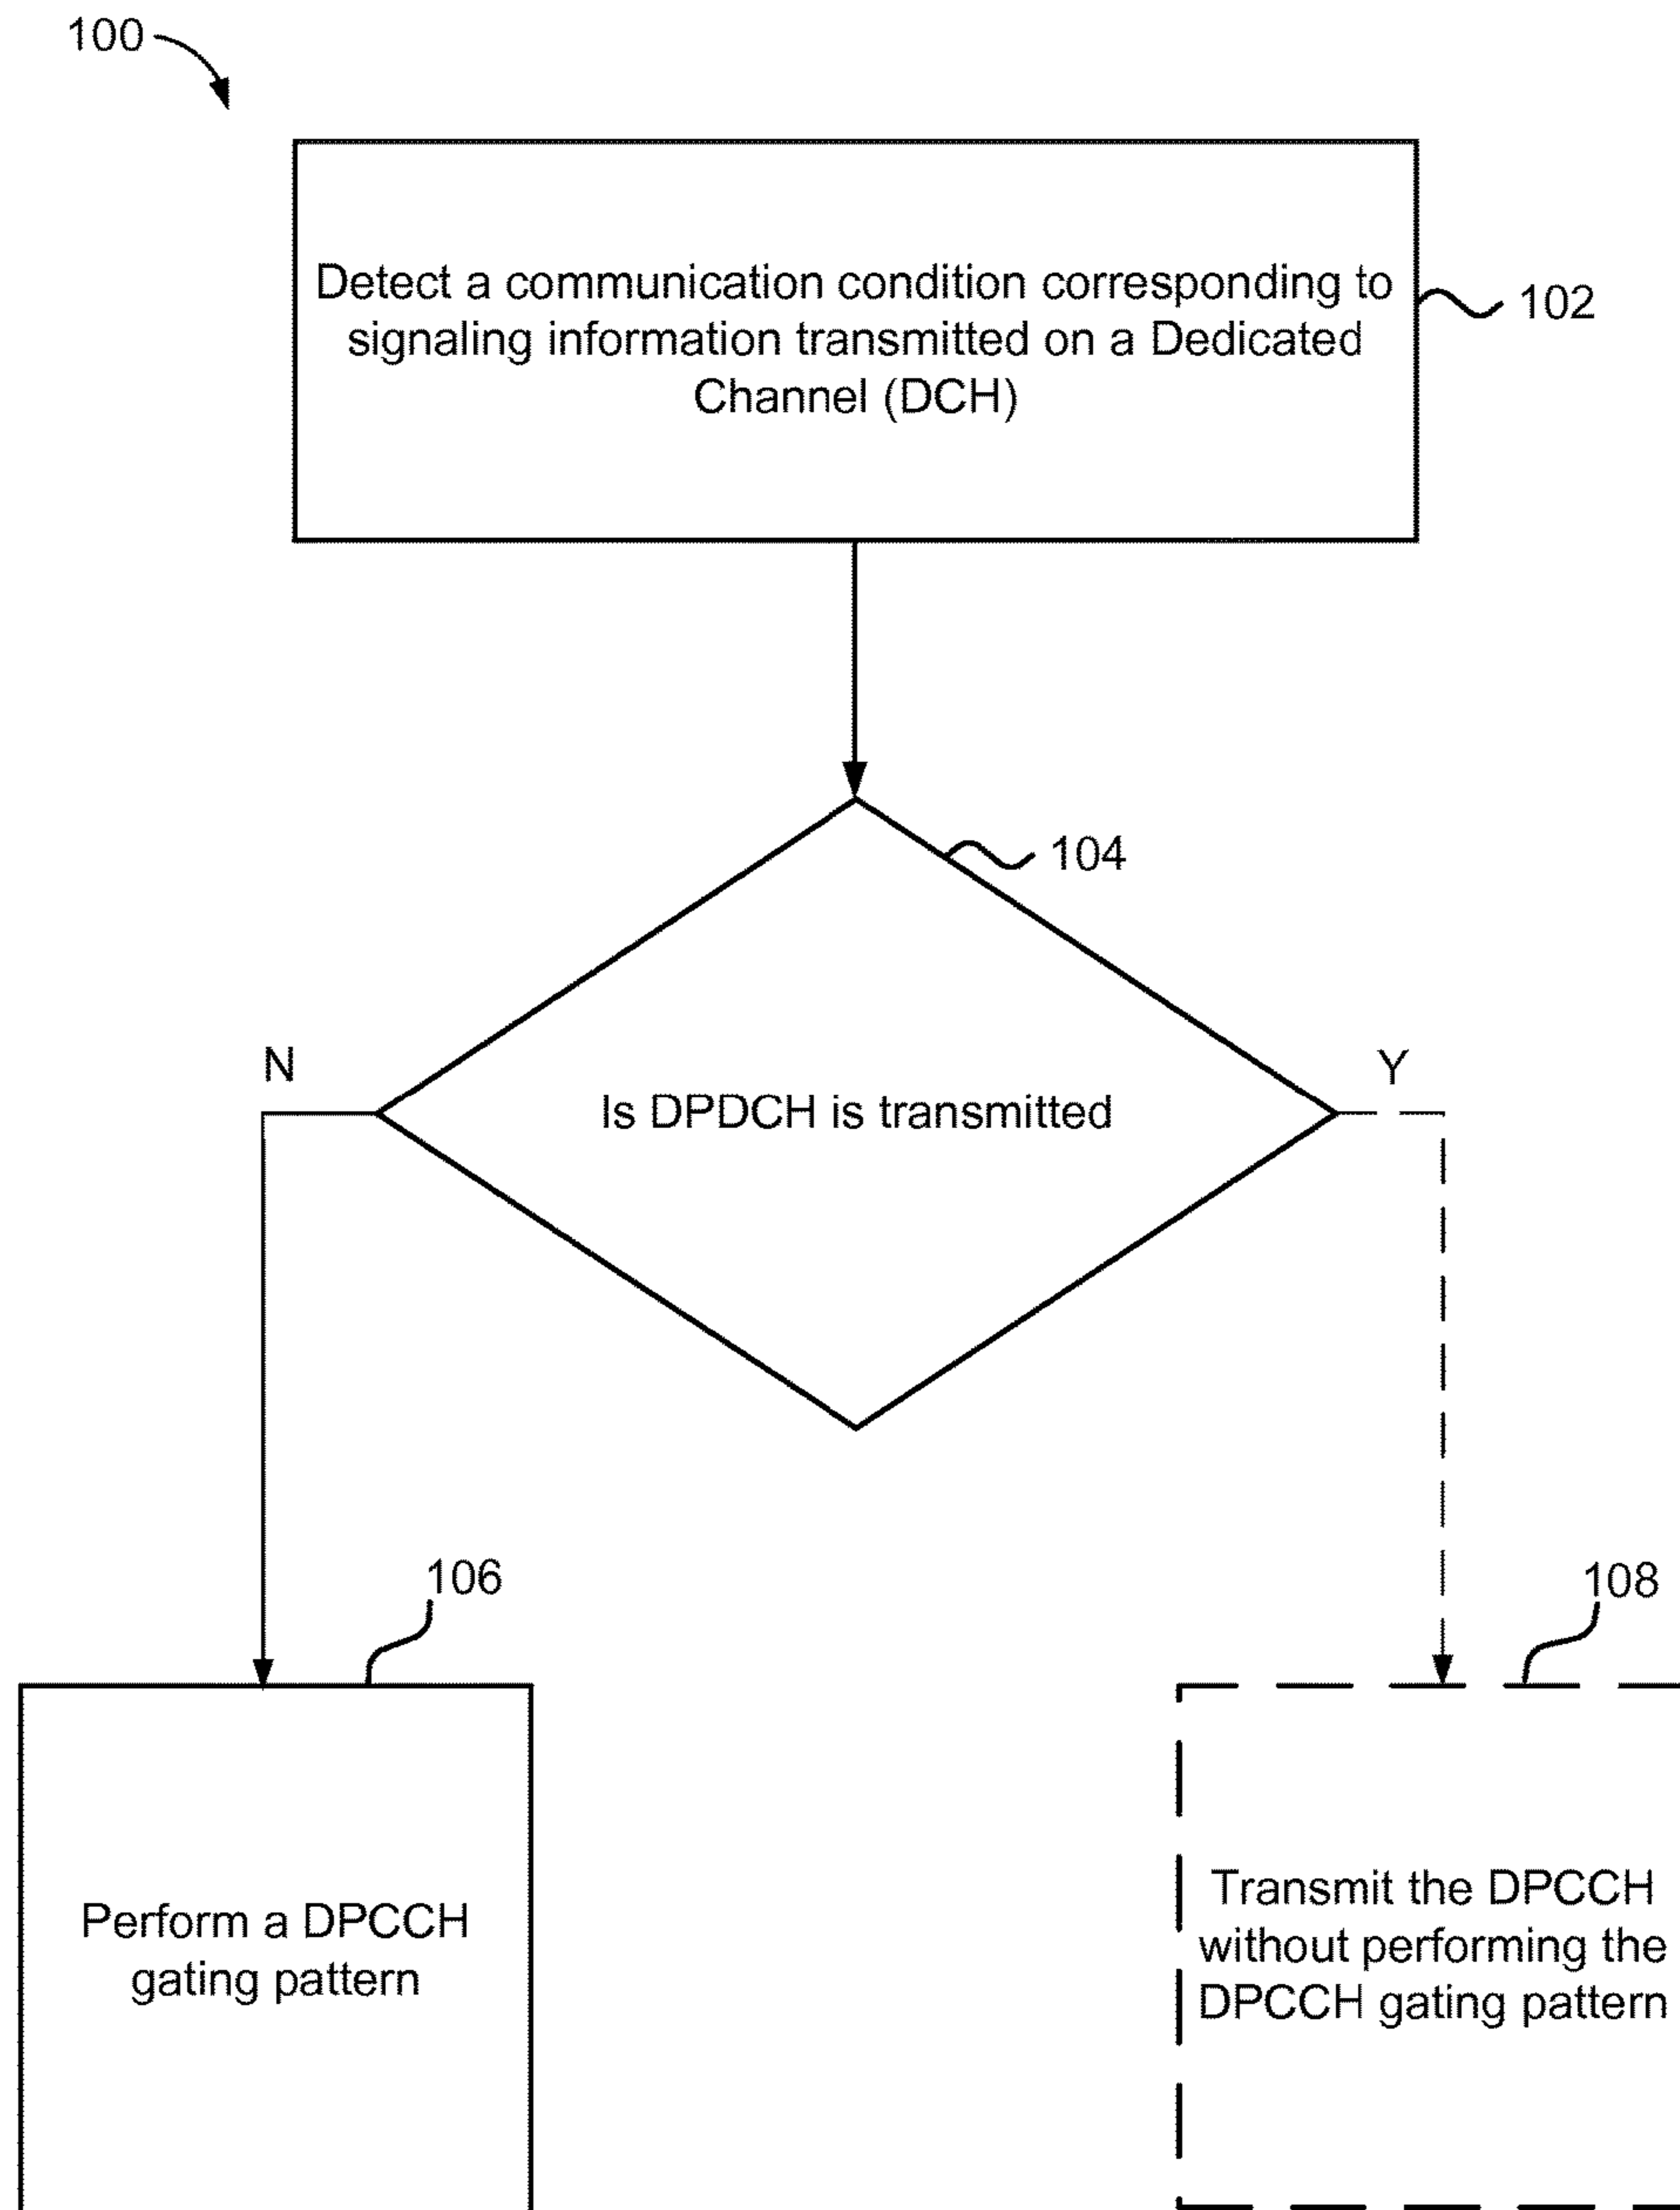 100
Detect a communication condition corresponding to
signaling information transmitted on a Dedicated
Channel (DCH)
102
104
N
Is DPDCH is transmitted
Y
106
108
Perform a DPCCH
gating pattern
Transmit the DPCCH
without performing the
DPCCH gating pattern